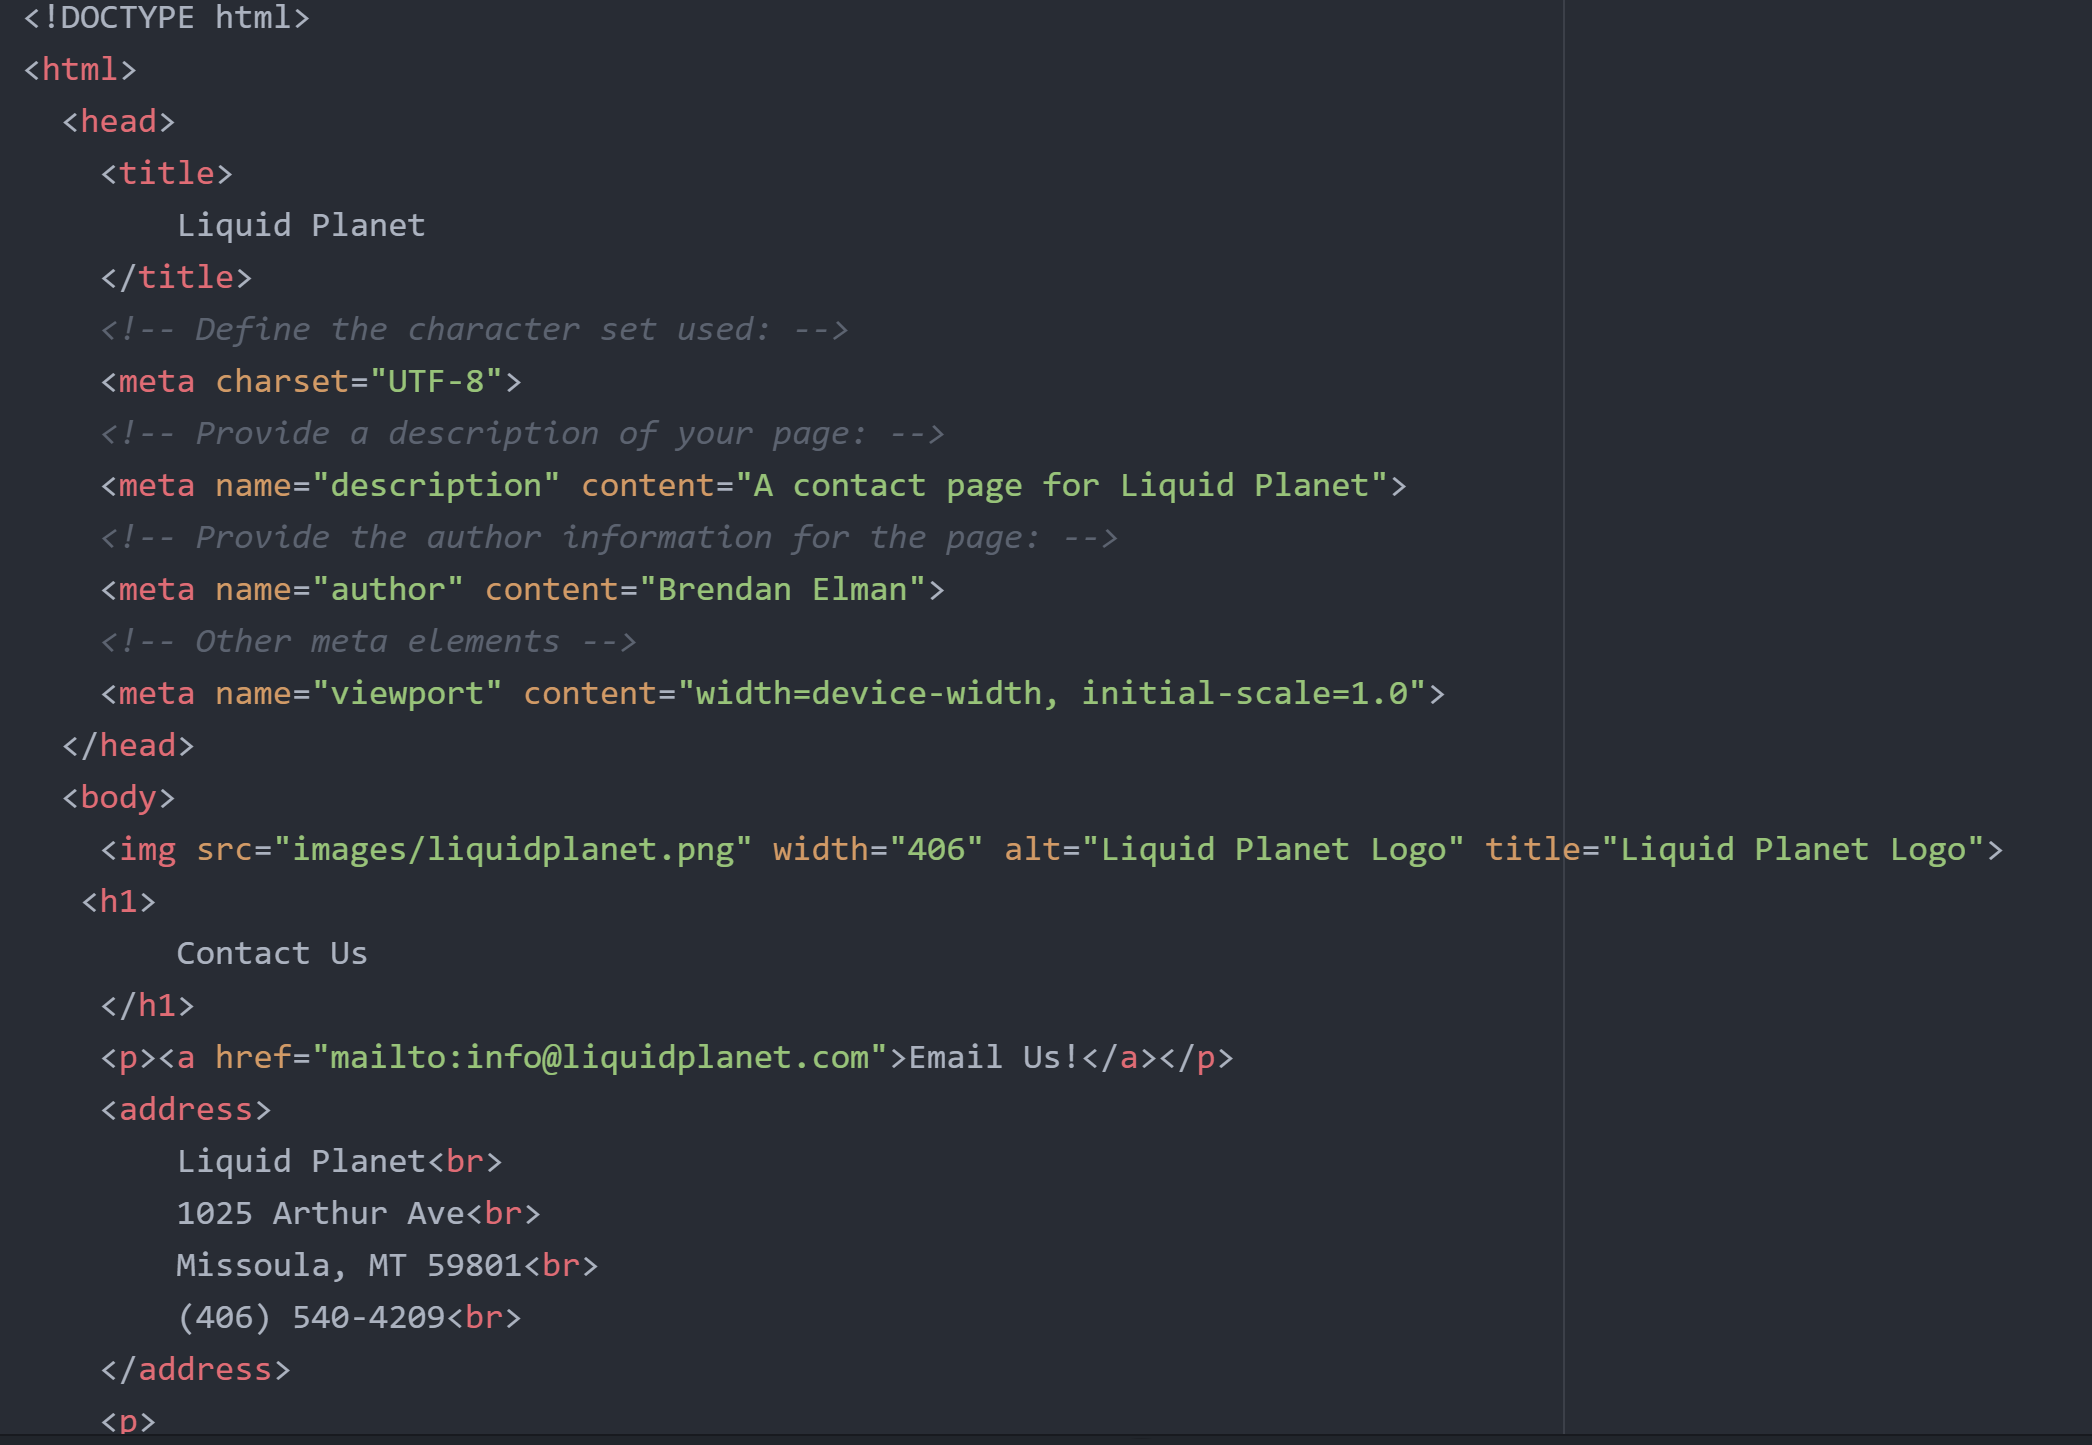 <!DOCTYPE html>
<html>
  <head>
    <title>
        Liquid Planet
    </title>
    <!-- Define the character set used: -->
    <meta charset="UTF-8">
    <!-- Provide a description of your page: -->
    <meta name="description" content="A contact page for Liquid Planet">
    <!-- Provide the author information for the page: -->
    <meta name="author" content="Brendan Elman">
    <!-- Other meta elements -->
    <meta name="viewport" content="width=device-width, initial-scale=1.0">
  </head>
  <body>
    <img src="images/liquidplanet.png" width="406" alt="Liquid Planet Logo" title="Liquid Planet Logo">
   <h1>
        Contact Us
    </h1>
    <p><a href="mailto:info@liquidplanet.com">Email Us!</a></p>
    <address>
        Liquid Planet<br>
        1025 Arthur Ave<br>
        Missoula, MT 59801<br>
        (406) 540-4209<br>
    </address>
    <p>